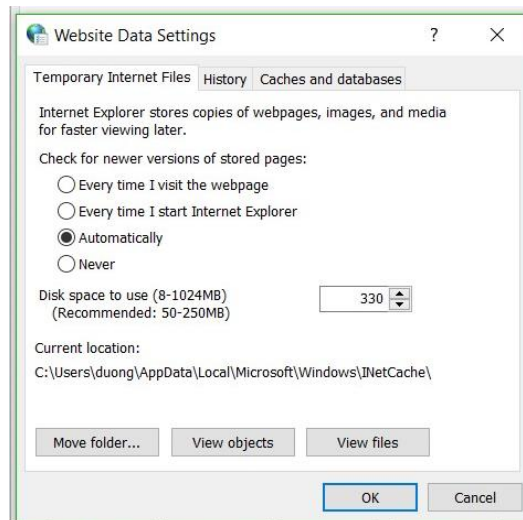 Website Data Settings
Temporary Internet Files History Caches and databases
Internet Explorer stores copies of webpages, images, and media
for faster viewing later.
Check for newer versions of stored pages:
Every time I visit the webpage
Every time I start Internet Explorer
Automatically
Never
Disk space to use (8-1024MB) 330
(Recommended: 50-250MB)
Current location:
C:\Users\duong\AppData\Local\Microsoft\Windows\INetCache\
Move folder... View objects View files
OK Cancel